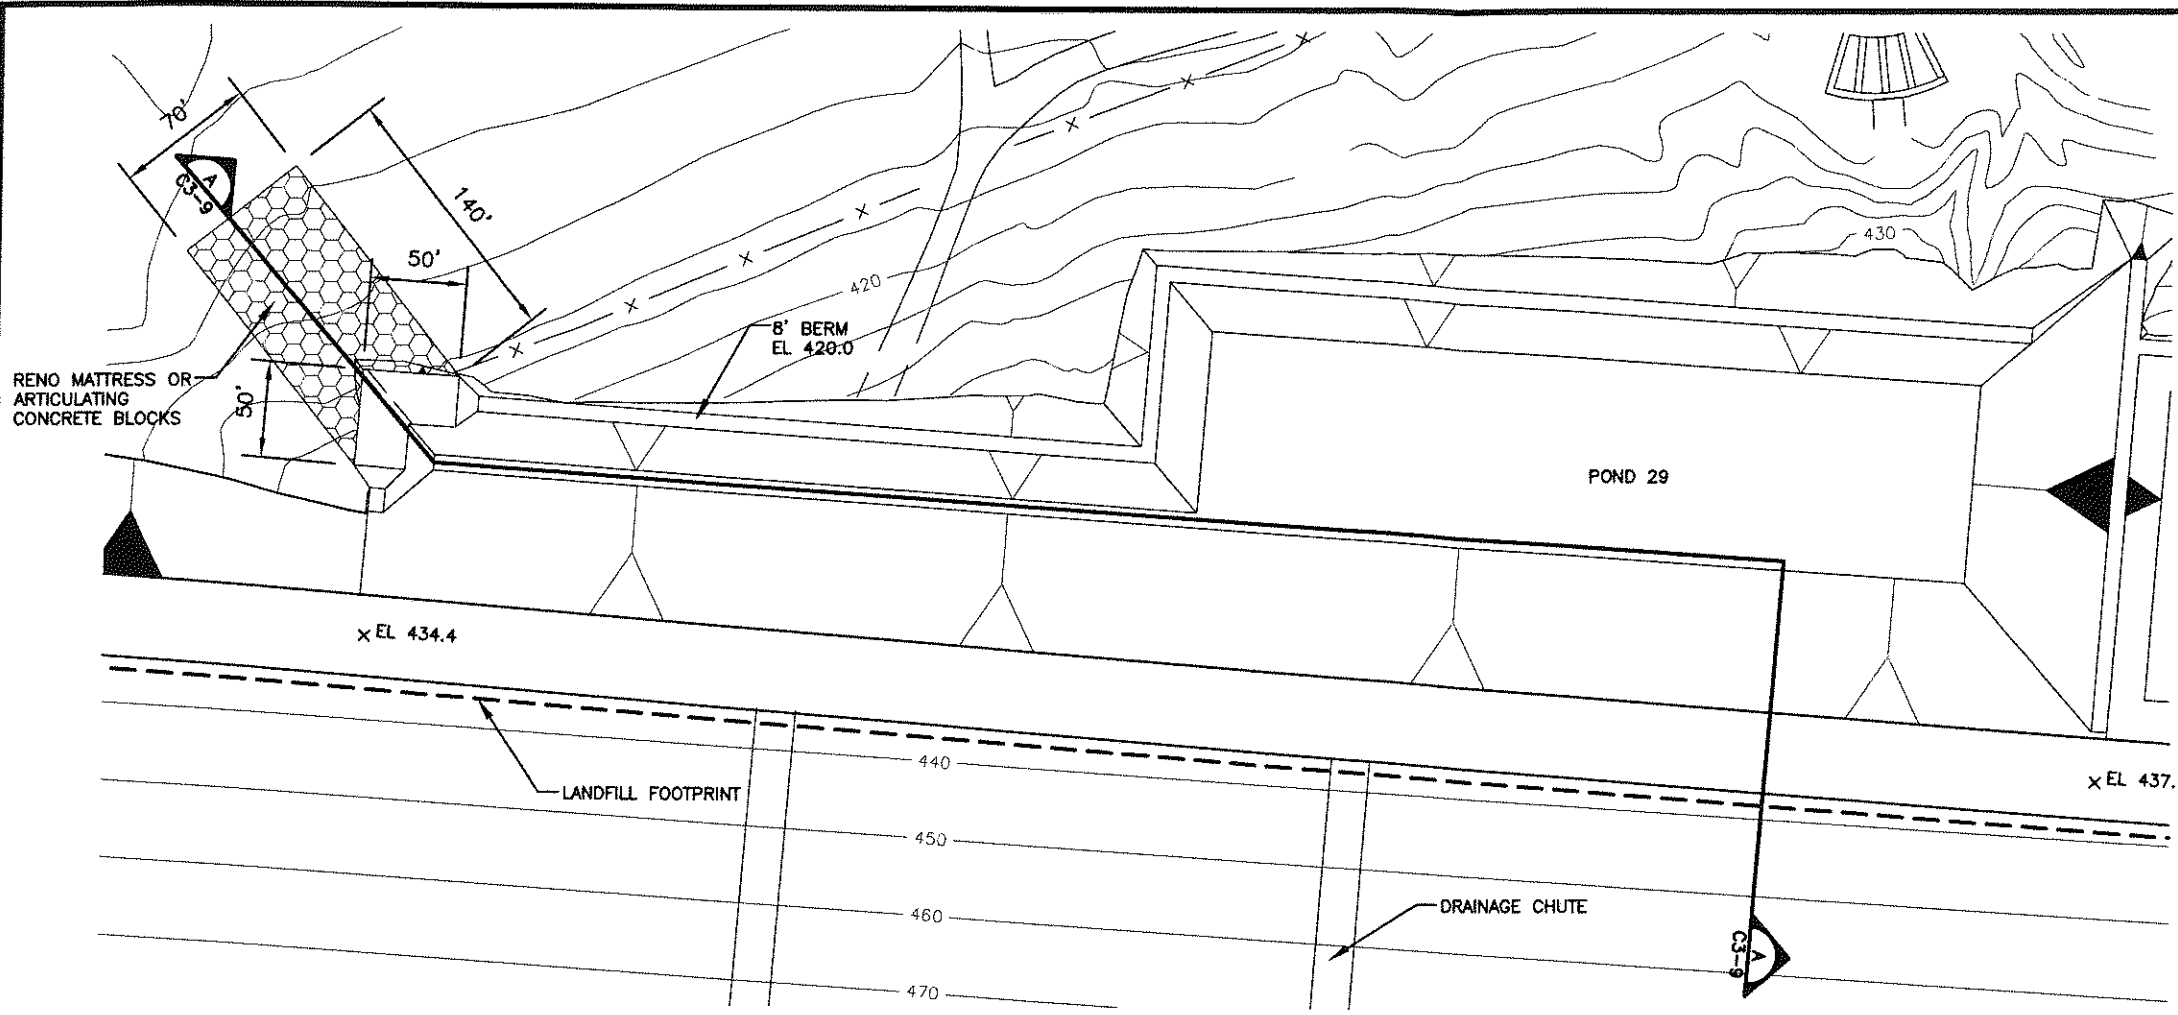 70'
A
C3-9
140'
50'
430
420
8' BERM
EL 420.0
RENO MATTRESS OR
ARTICULATING
CONCRETE BLOCKS
50'
POND 29
X EL 434.4
X EL 437.
LANDFILL FOOTPRINT
440
450
460
470
DRAINAGE CHUTE
A
C3-9